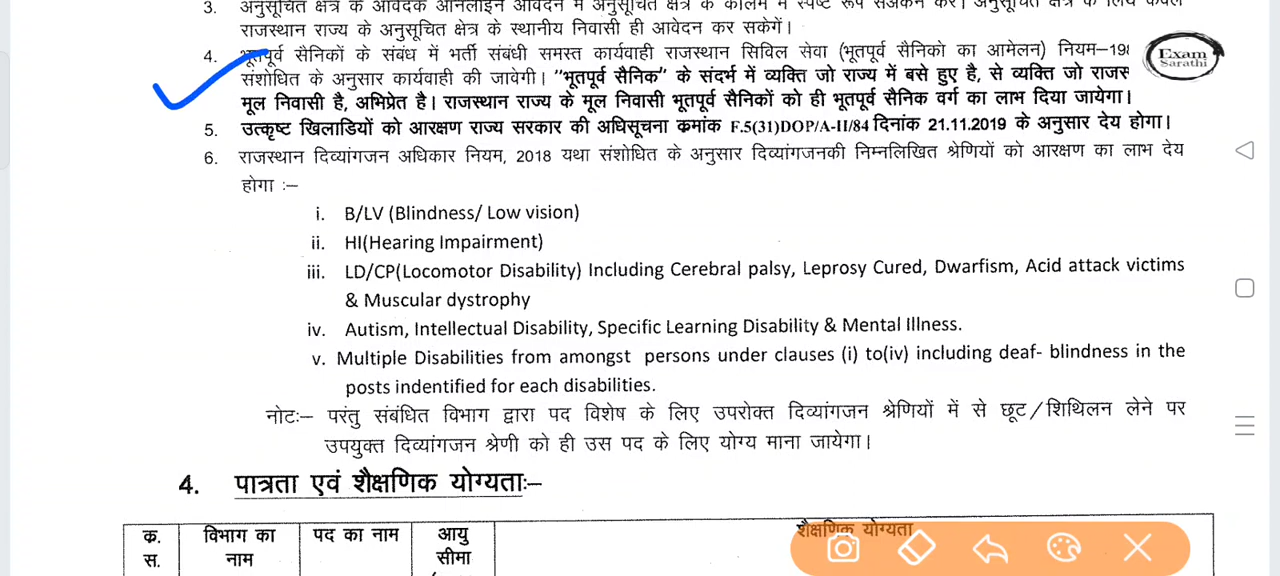 3. अनुसूचित क्षेत्र के आवेदक ऑनलाईन आवेदन में अनुसूचित क्षेत्र के कॉलम में स्पष्ट रूप से अंकन करें। अनुसूचित क्षेत्र के लिये केवल
राजस्थान राज्य के अनुसूचित क्षेत्र के स्थानीय निवासी ही आवेदन कर सकेगें।
4. भूतपूर्व सैनिकों के संबंध में भर्ती संबंधी समस्त कार्यवाही राजस्थान सिविल सेवा (भूतपूर्व सैनिको का आमेलन) नियम–198
संशोधित के अनुसार कार्यवाही की जावेगी। "भूतपूर्व सैनिक" के संदर्भ में व्यक्ति जो राज्य में बसे हुए है, से व्यक्ति जो राजस
मूल निवासी है, अभिप्रेत है। राजस्थान राज्य के मूल निवासी भूतपूर्व सैनिकों को ही भूतपूर्व सैनिक वर्ग का लाभ दिया जायेगा।
Exam
Sarathi
5. उत्कृष्ट खिलाडियों को आरक्षण राज्य सरकार की अधिसूचना क्रमांक F.5(31)DOP/A-II/84 दिनांक 21.11.2019 के अनुसार देय होगा।
6. राजस्थान दिव्यांगजन अधिकार नियम, 2018 यथा संशोधित के अनुसार दिव्यांगजनकी निम्नलिखित श्रेणियों को आरक्षण का लाभ देय
होगा :–
i. B/LV (Blindness/ Low vision)
ii. HI(Hearing Impairment)
iii. LD/CP(Locomotor Disability) Including Cerebral palsy, Leprosy Cured, Dwarfism, Acid attack victims
& Muscular dystrophy
iv. Autism, Intellectual Disability, Specific Learning Disability & Mental Illness.
v. Multiple Disabilities from amongst persons under clauses (i) to(iv) including deaf- blindness in the
posts indentified for each disabilities.
नोटः– परंतु संबंधित विभाग द्वारा पद विशेष के लिए उपरोक्त दिव्यांगजन श्रेणियों में से छूट/शिथिलन लेने पर
उपयुक्त दिव्यांगजन श्रेणी को ही उस पद के लिए योग्य माना जायेगा।
4. पात्रता एवं शैक्षणिक योग्यताः–
क्र. विभाग का पद का नाम आयु शैक्षणिक योग्यता
स. नाम सीमा